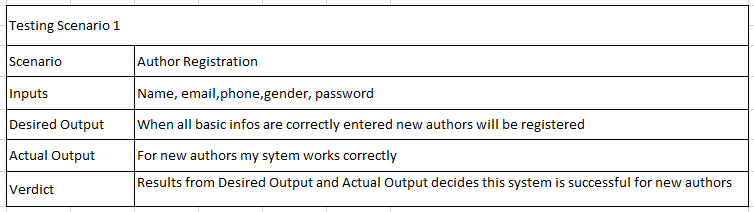 Testing Scenario 1
Scenario Author Registration
Inputs Name, email,phone,gender, password
Desired Output When all basic infos are correctly entered new authors will be registered
Actual Output For new authors my sytem works correctly
Verdict Results from Desired Output and Actual Output decides this system is successful for new authors